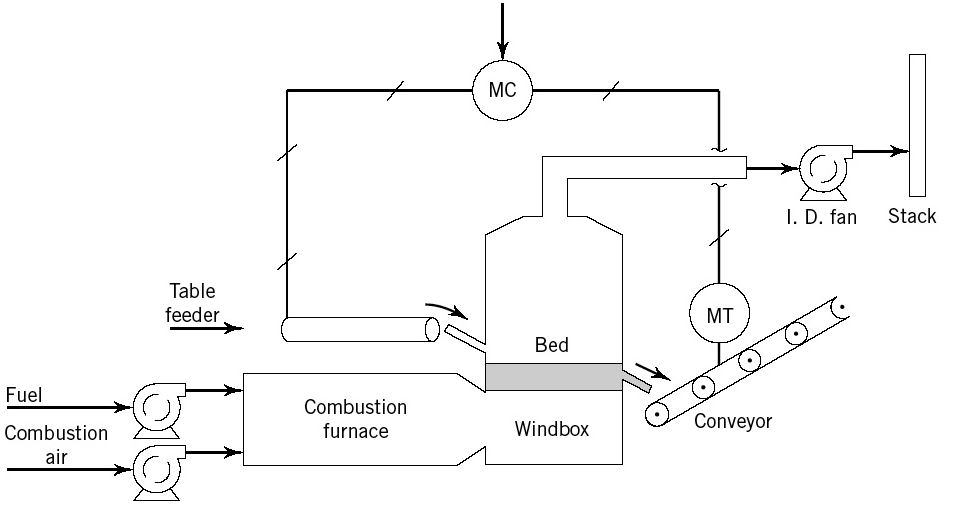 MC
I. D. fan
Stack
Table
feeder
MT
Bed
Fuel
Combustion
air
Combustion
furnace
Windbox
Conveyor